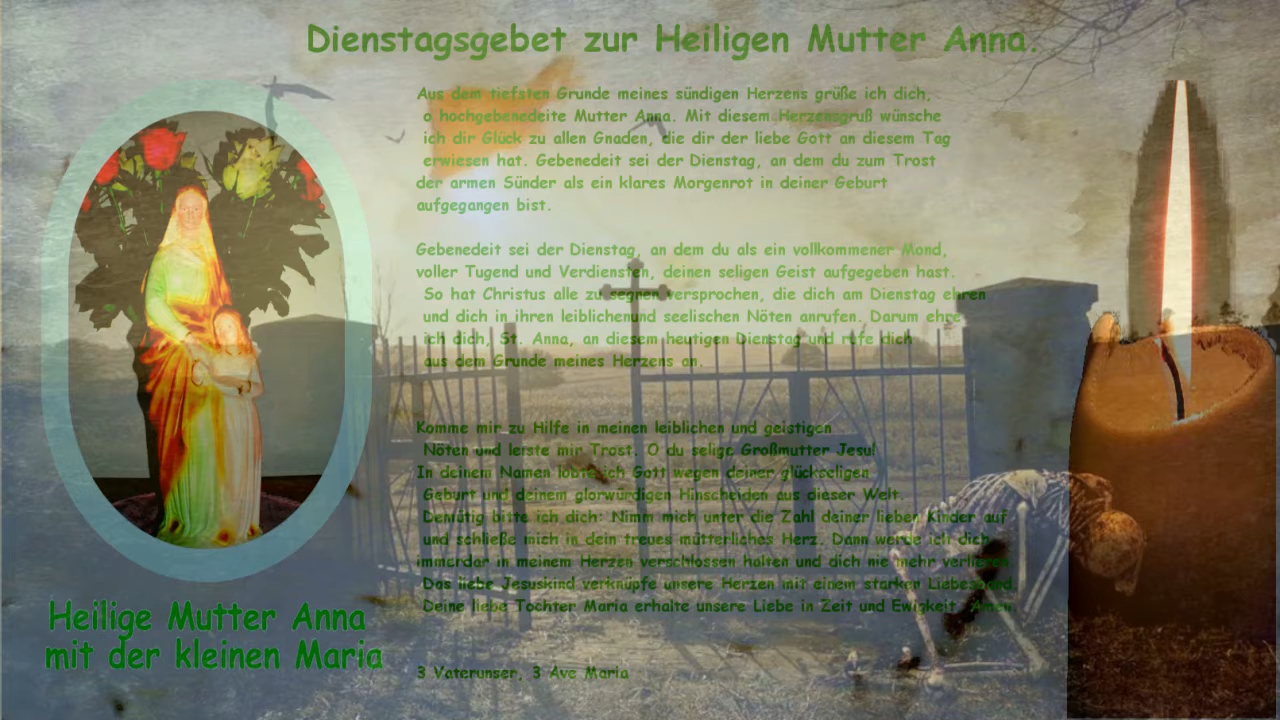 Dienstagsgebet zur Heiligen Mutter Anna.
Aus dem tiefsten Grunde meines sündigen Herzens grüße ich dich,
o hochgebenedeite Mutter Anna. Mit diesem Herzensgruß wünsche
ich dir Glück zu allen Gnaden, die dir der liebe Gott an diesem Tag
erwiesen hat. Gebenedeit sei der Dienstag, an dem du zum Trost
der armen Sünder als ein klares Morgenrot in deiner Geburt
aufgegangen bist.
Gebenedeit sei der Dienstag, an dem du als ein vollkommener Mond,
voller Tugend und Verdiensten, deinen seligen Geist aufgegeben hast.
So hat Christus alle zu segnen versprochen, die dich am Dienstag ehren
und dich in ihren leiblichenund seelischen Nöten anrufen. Darum ehre
ich dich, St. Anna, an diesem heutigen Dienstag und rufe dich
aus dem Grunde meines Herzens an.
Komme mir zu Hilfe in meinen leiblichen und geistigen
Nöten und lerste mir Trost. O du selige Großmutter Jesu!
In deinem Namen lobte ich Gott wegen deiner glückseligen
Geburt und deinem glorwürdigen Hinscheiden aus dieser Welt.
Demütig bitte ich dich: Nimm mich unter die Zahl deiner lieben Kinder auf
und schließe mich in dein treues mütterliches Herz. Dann werde ich dich
immerdar in meinem Herzen verschlossen halten und dich nie mehr verlieren.
Das liebe Jesuskind verknüpfe unsere Herzen mit einem starken Liebesband.
Deine liebe Tochter Maria erhalte unsere Liebe in Zeit und Ewigkeit. Amen.
3 Vaterunser, 3 Ave Maria
Heilige Mutter Anna
mit der kleinen Maria